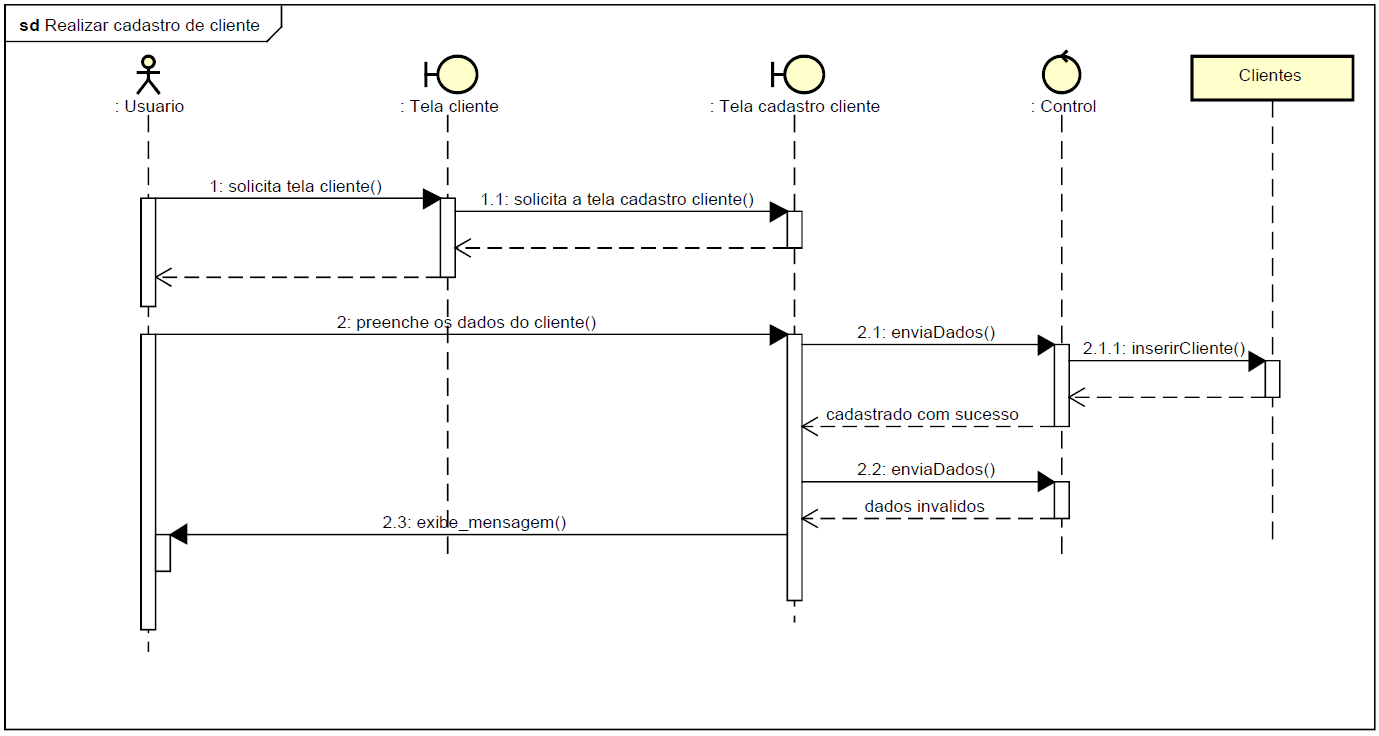 sd Realizar cadastro de cliente
: Usuario
: Tela cliente
: Tela cadastro cliente
: Control
Clientes
1: solicita tela cliente()
1.1: solicita a tela cadastro cliente()
2: preenche os dados do cliente()
2.1: enviaDados()
2.1.1: inserirCliente()
cadastrado com sucesso
2.2: enviaDados()
dados invalidos
2.3: exibe_mensagem()